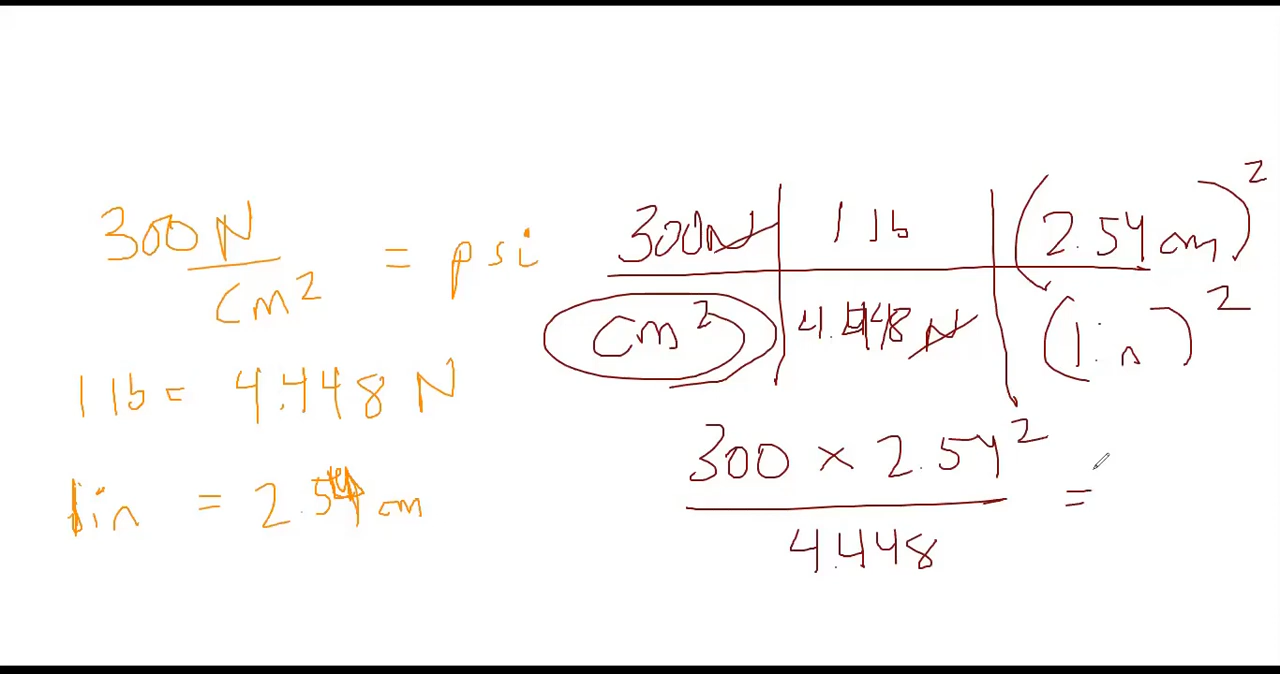 300 N / cm² = psi
1 lb = 4.448 N
1 in = 2.54 cm
300N | 1 lb | (2.54 cm)²
cm² | 4.448 N | (1 in)²
300 × 2.54²
4.448
=